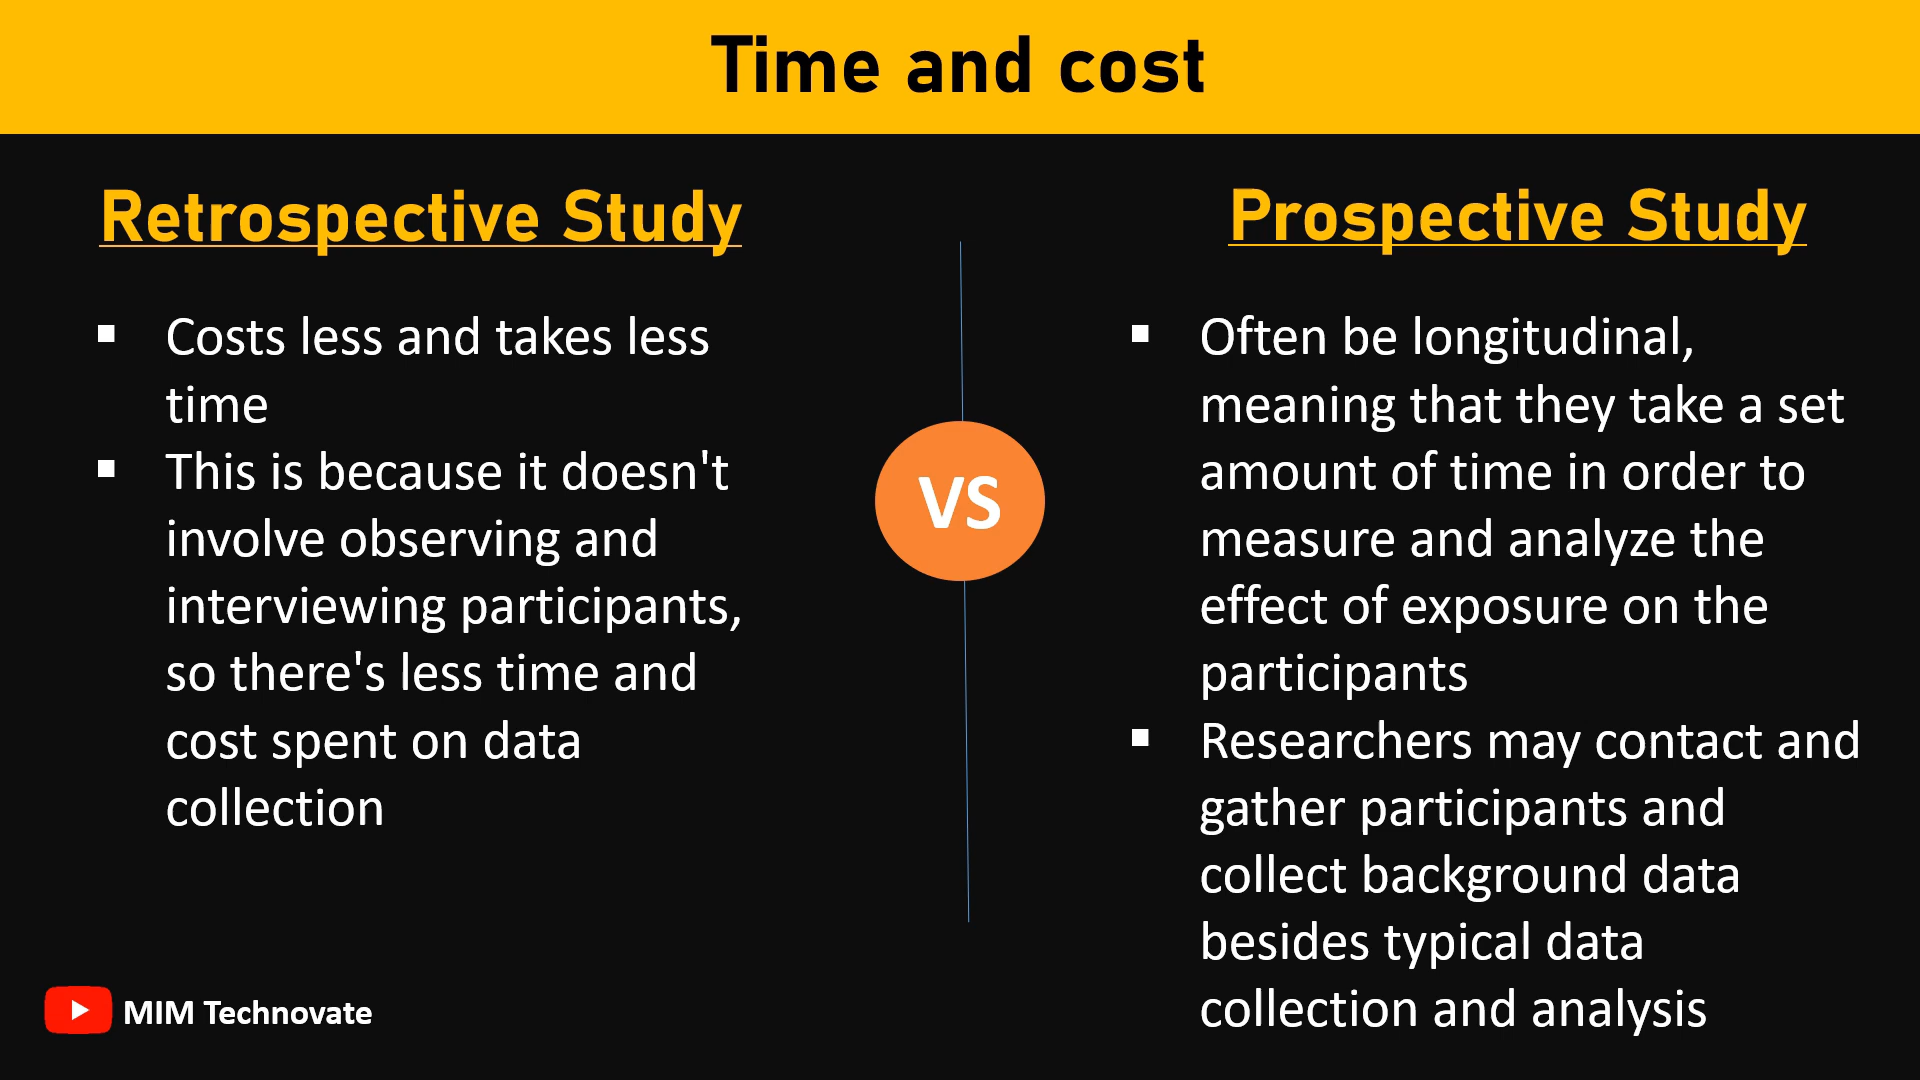 Time and cost
Retrospective Study
▪ Costs less and takes less
time
▪ This is because it doesn't
involve observing and
interviewing participants,
so there's less time and
cost spent on data
collection
VS
Prospective Study
▪ Often be longitudinal,
meaning that they take a set
amount of time in order to
measure and analyze the
effect of exposure on the
participants
▪ Researchers may contact and
gather participants and
collect background data
besides typical data
collection and analysis
MIM Technovate